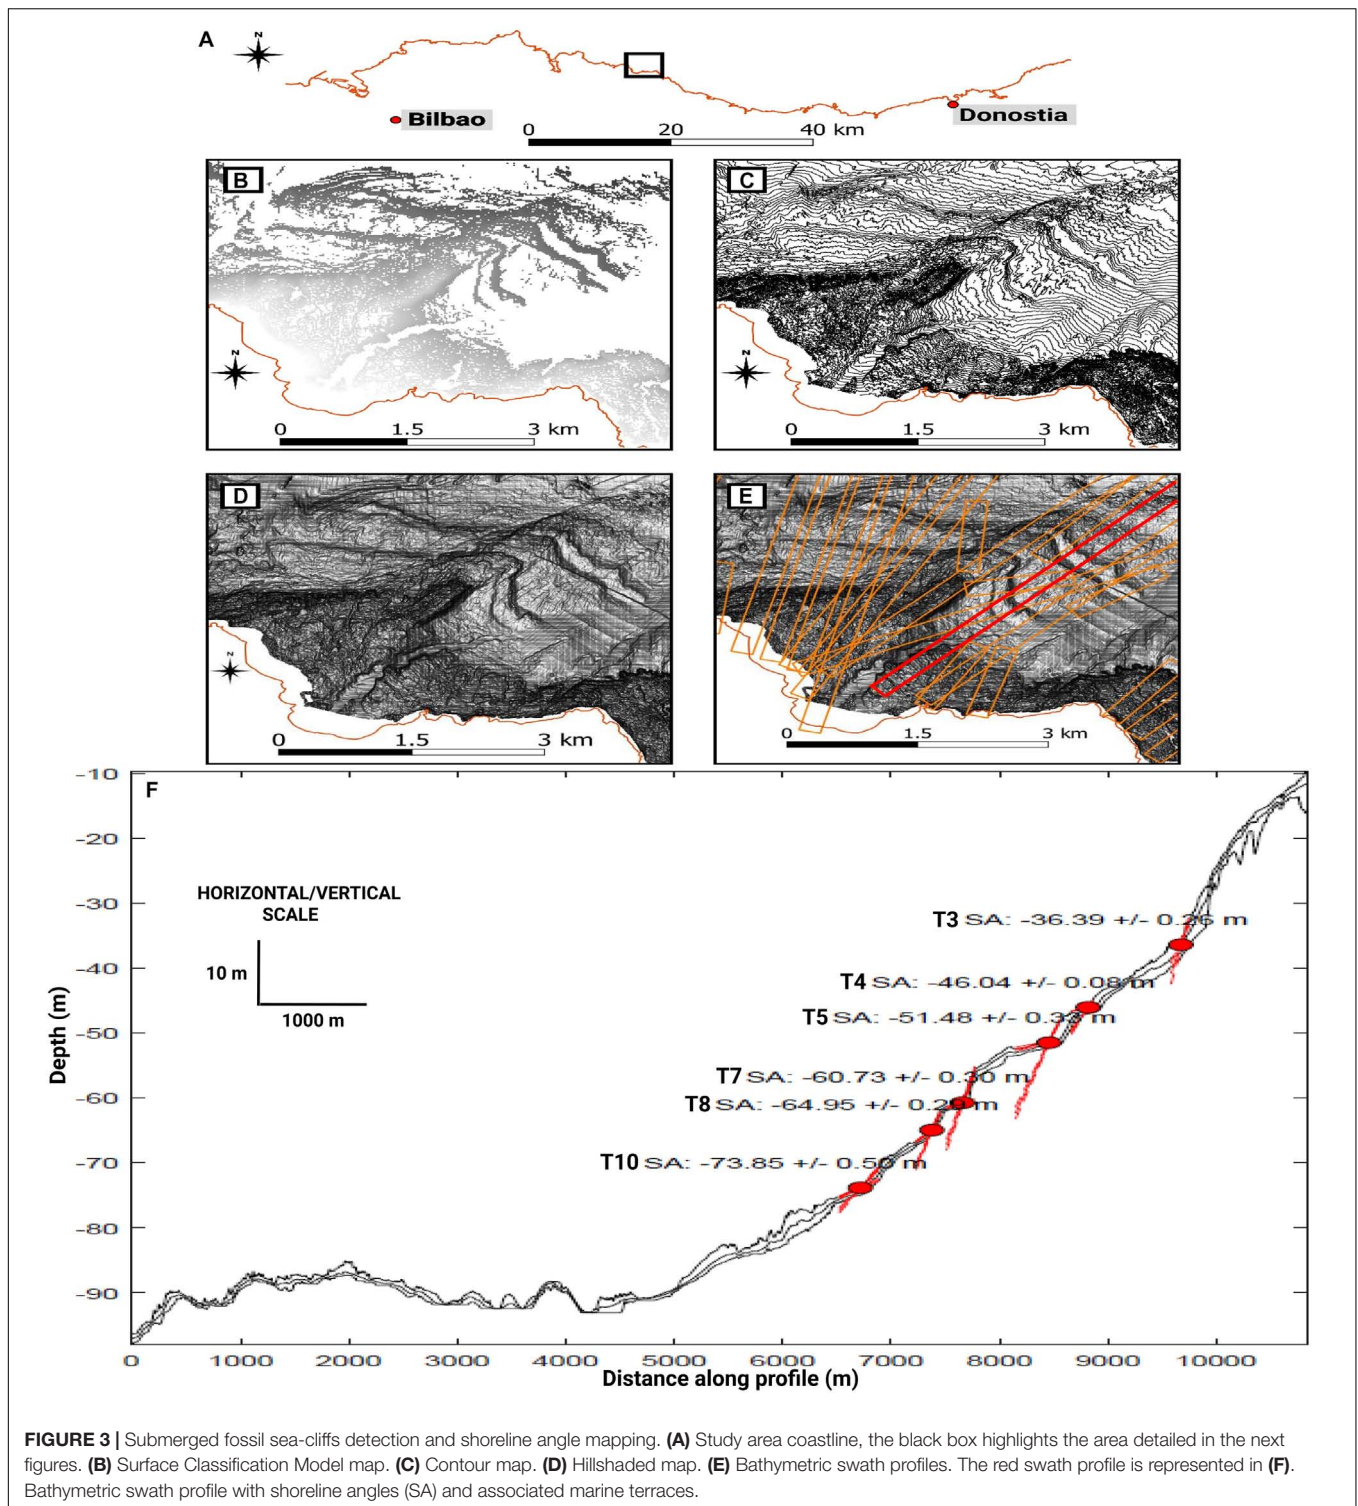 A
N
Bilbao
Donostia
0 20 40 km
B
N
0 1.5 3 km
C
N
0 1.5 3 km
D
N
0 1.5 3 km
E
0 1.5 3 km
F
-10
-20
-30
-40
-50
-60
-70
-80
-90
Depth (m)
HORIZONTAL/VERTICAL
SCALE
10 m
1000 m
T3 SA: -36.39 +/- 0.26 m
T4 SA: -46.04 +/- 0.08 m
T5 SA: -51.48 +/- 0.33 m
T7 SA: -60.73 +/- 0.30 m
T8 SA: -64.95 +/- 0.29 m
T10 SA: -73.85 +/- 0.50 m
0 1000 2000 3000 4000 5000 6000 7000 8000 9000 10000
Distance along profile (m)
FIGURE 3 | Submerged fossil sea-cliffs detection and shoreline angle mapping. (A) Study area coastline, the black box highlights the area detailed in the next
figures. (B) Surface Classification Model map. (C) Contour map. (D) Hillshaded map. (E) Bathymetric swath profiles. The red swath profile is represented in (F).
Bathymetric swath profile with shoreline angles (SA) and associated marine terraces.